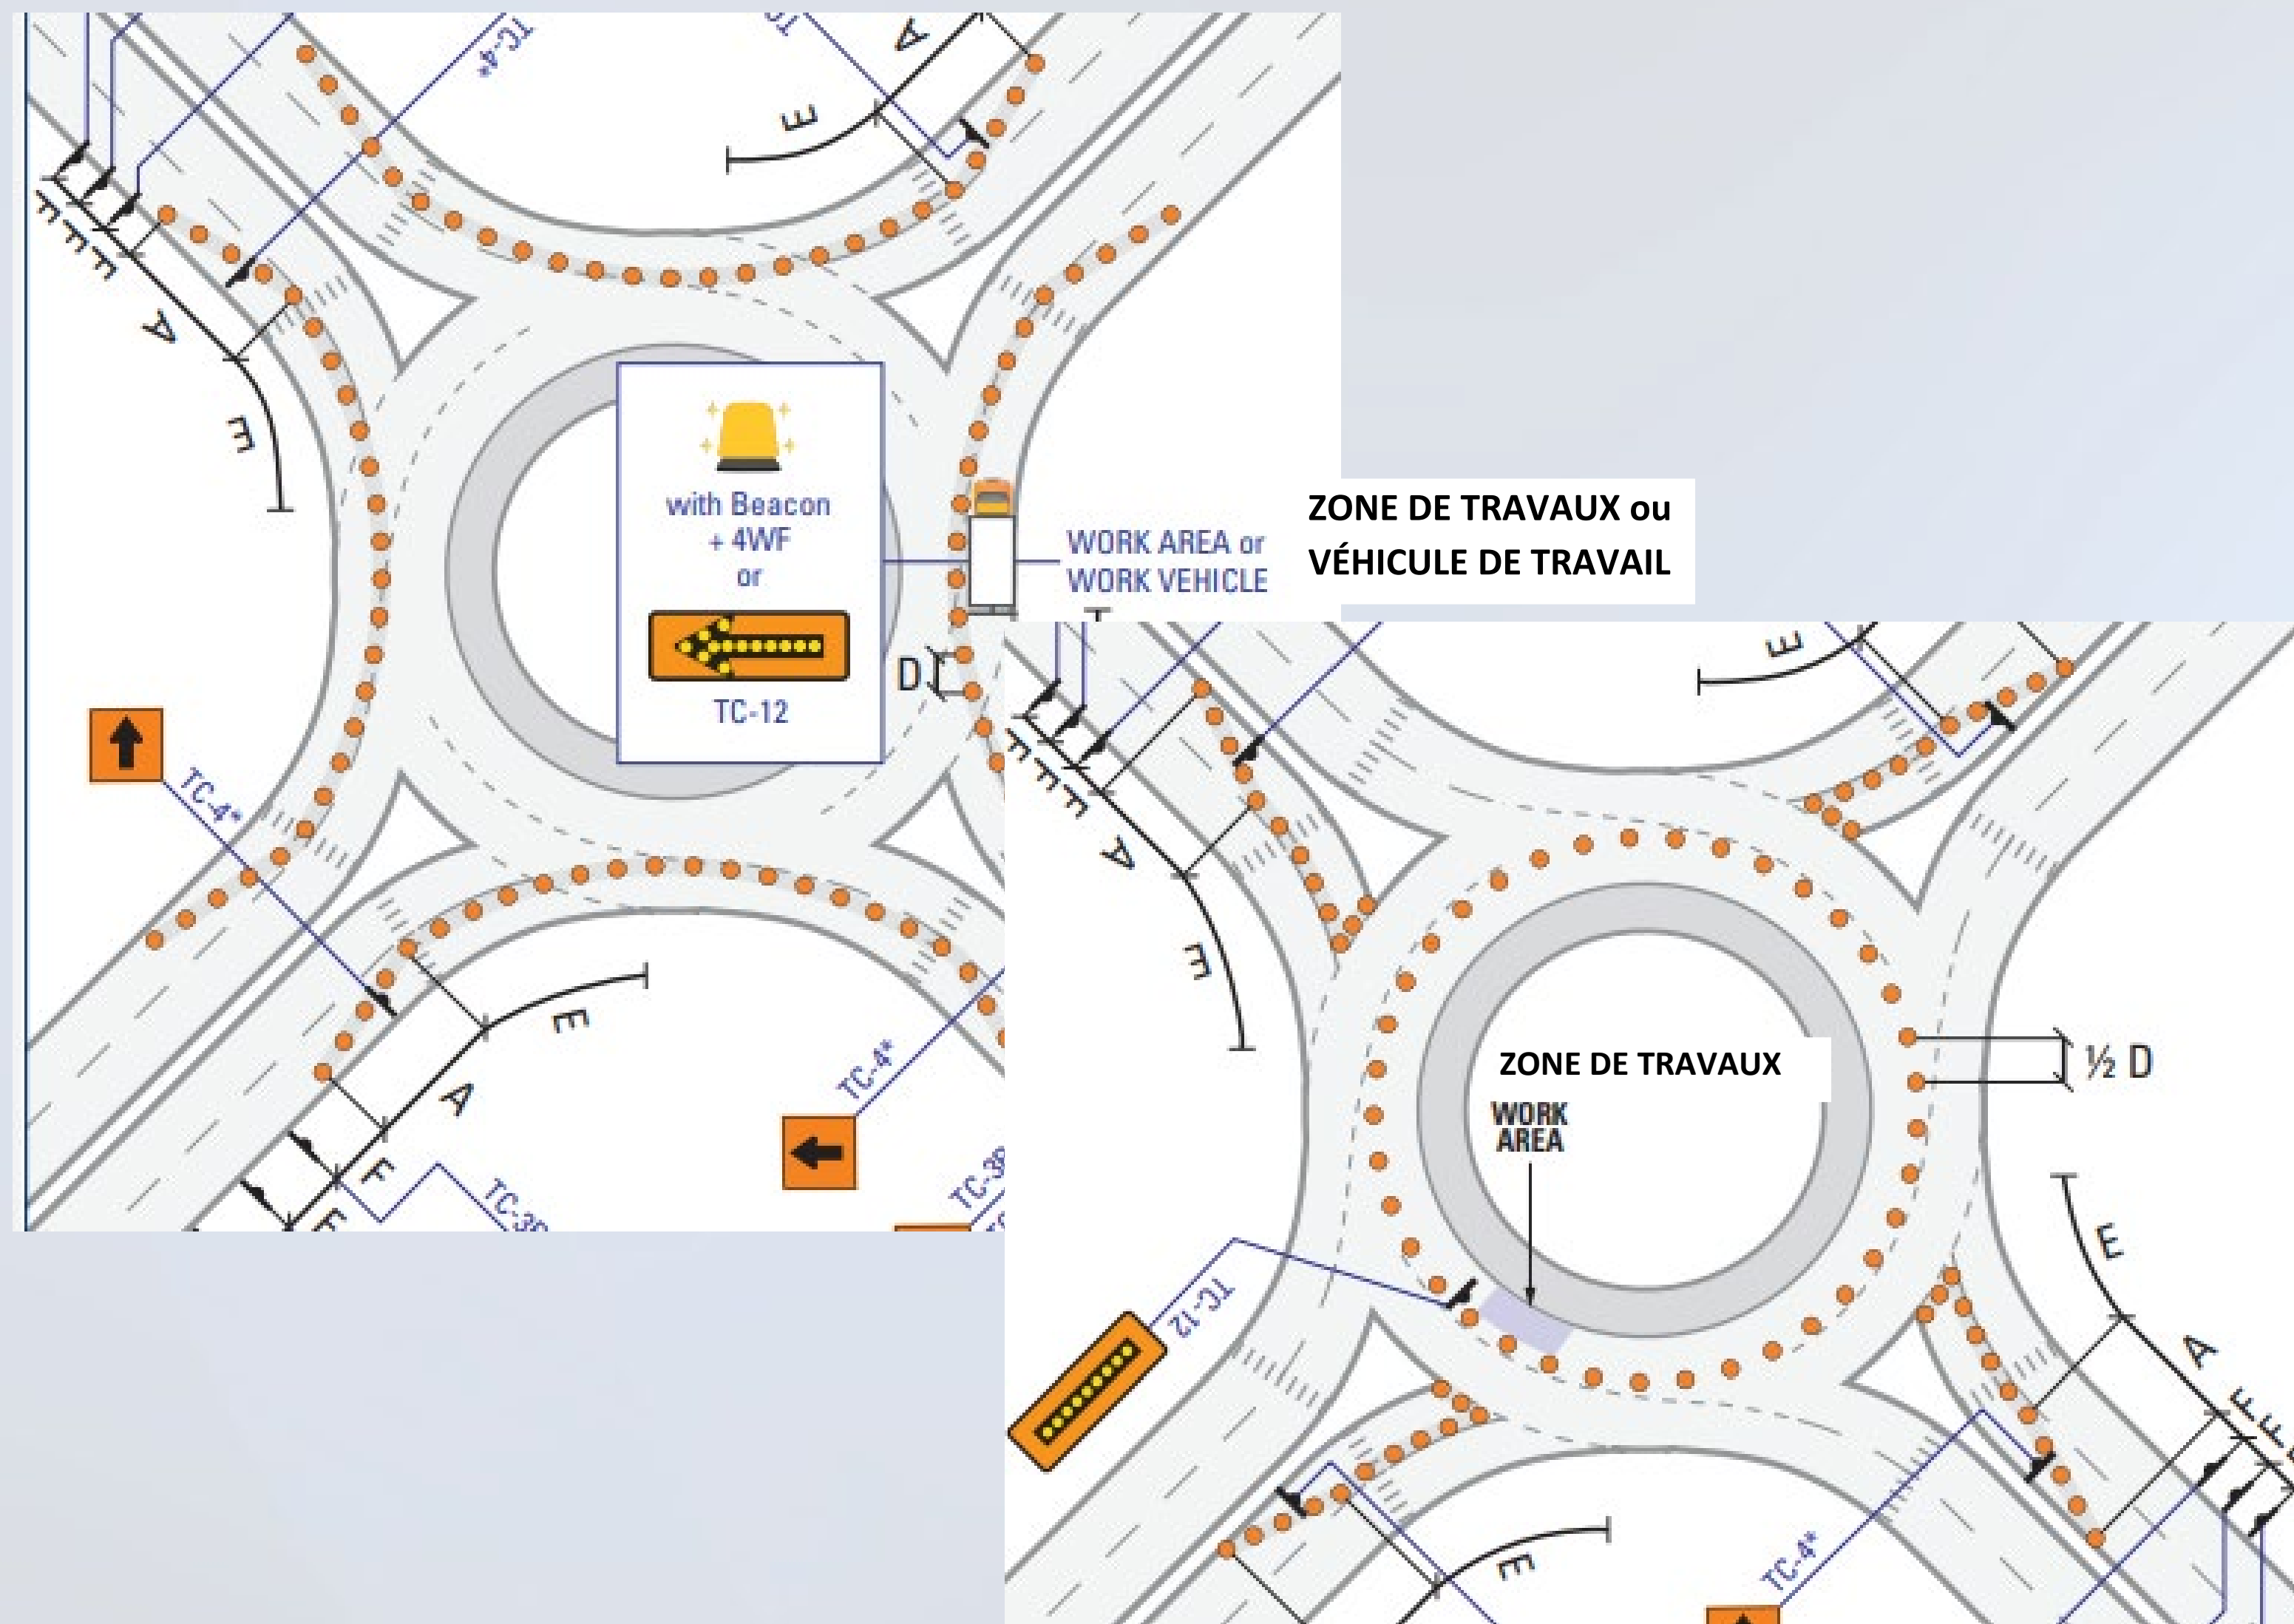 TC-4*
A
E
F
F
F
A
E
with Beacon
+ 4WF
or
TC-12
WORK AREA or
WORK VEHICLE
ZONE DE TRAVAUX ou
VÉHICULE DE TRAVAIL
D
TC-4*
E
A
F
F
TC-4*
E
F
F
F
A
E
½ D
ZONE DE TRAVAUX
WORK
AREA
TC-12
E
A
F
F
E
TC-4*